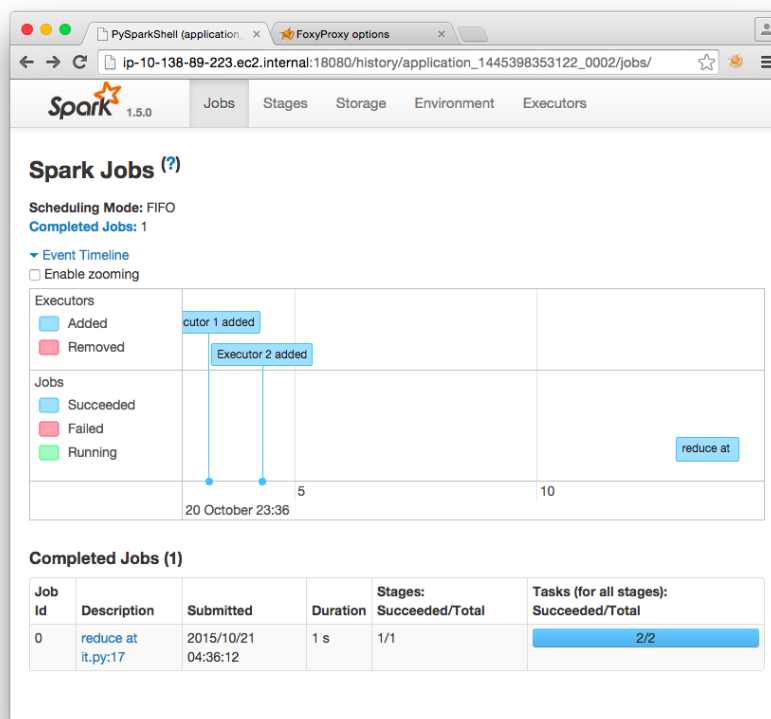 PySparkShell (application_
FoxyProxy options
ip-10-138-89-223.ec2.internal:18080/history/application_1445398353122_0002/jobs/
Spark 1.5.0 Jobs Stages Storage Environment Executors
Spark Jobs (?)
Scheduling Mode: FIFO
Completed Jobs: 1
Event Timeline
Enable zooming
Executors
Added
Removed
cutor 1 added
Executor 2 added
Jobs
Succeeded
Failed
Running
reduce at
5 10
20 October 23:36
Completed Jobs (1)
Job Id Description Submitted Duration Stages: Succeeded/Total Tasks (for all stages): Succeeded/Total
0 reduce at it.py:17 2015/10/21 04:36:12 1 s 1/1 2/2